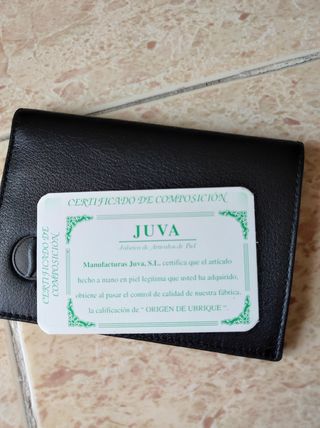 CERTIFICADO DE COMPOSICION
CERTIFICADO DE
COMPOSICION
JUVA
de Artículos de Piel
Manufacturas Juva, S.L., certifica que el artículo
hecho a mano en piel legítima que usted ha adquirido,
obtiene al pasar el control de calidad de nuestra fábrica,
la calificación de " ORIGEN DE UBRIQUE ".